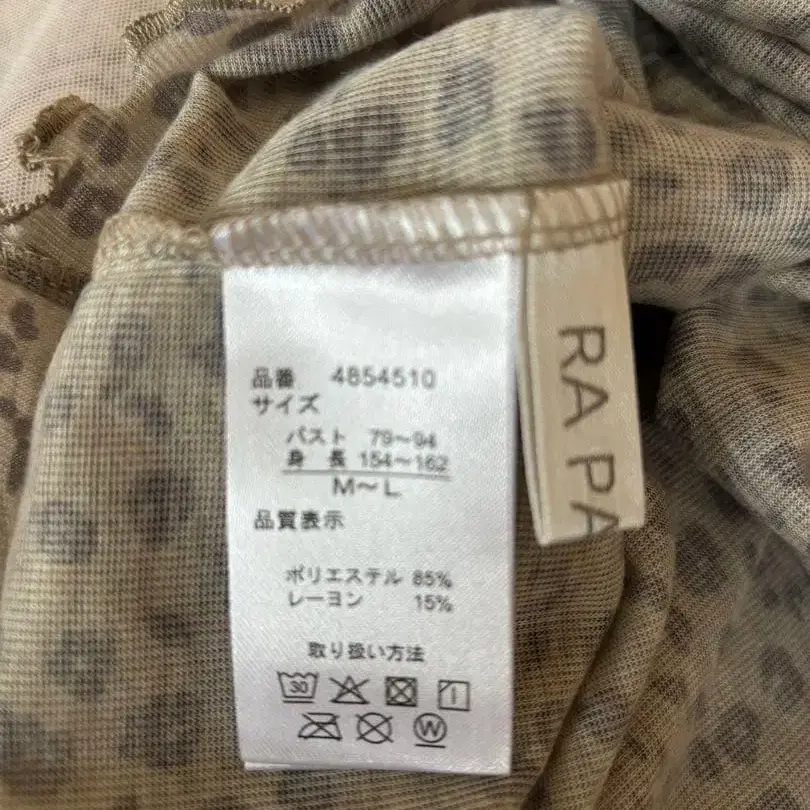 品番 4854510
サイズ
バスト 79〜94
身長 154〜162
M〜L
品質表示
ポリエステル 85%
レーヨン 15%
取り扱い方法
30
W
RA PA